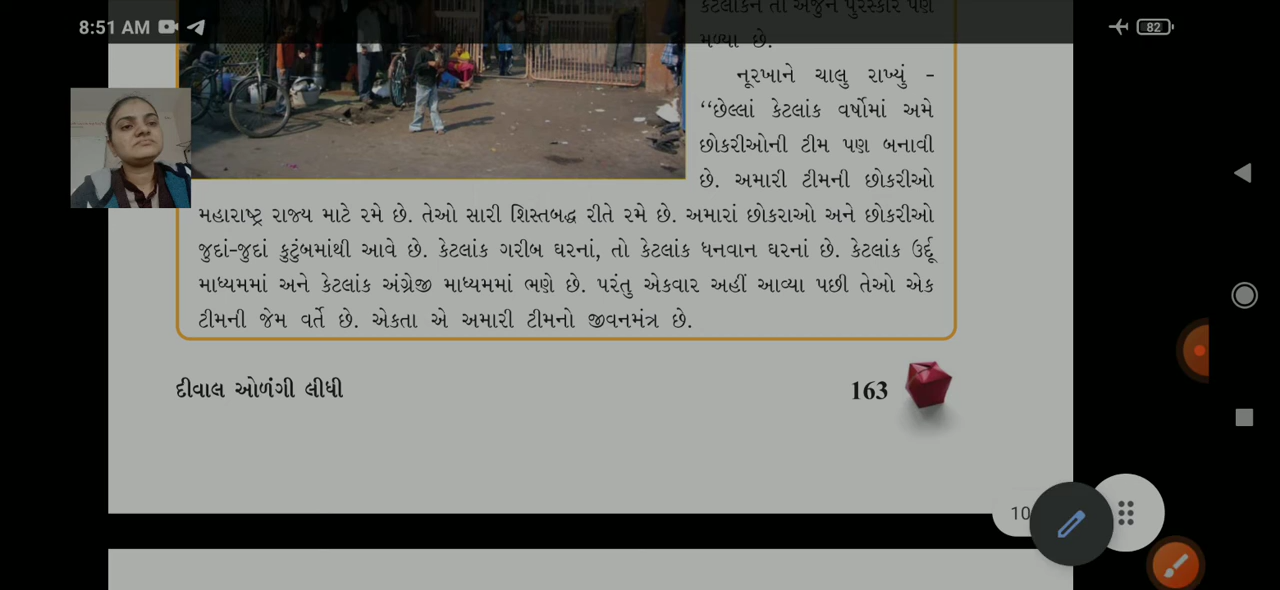 8:51 AM
82
કેટલાકને તો અર્જુન પુરસ્કાર પણ
મળ્યા છે.
નૂરખાને ચાલુ રાખ્યું -
‘‘છેલ્લાં કેટલાંક વર્ષોમાં અમે
છોકરીઓની ટીમ પણ બનાવી
છે. અમારી ટીમની છોકરીઓ
મહારાષ્ટ્ર રાજ્ય માટે રમે છે. તેઓ સારી શિસ્તબદ્ધ રીતે રમે છે. અમારાં છોકરાઓ અને છોકરીઓ
જુદાં-જુદાં કુટુંબમાંથી આવે છે. કેટલાંક ગરીબ ઘરનાં, તો કેટલાંક ધનવાન ઘરનાં છે. કેટલાંક ઉર્દૂ
માધ્યમમાં અને કેટલાંક અંગ્રેજી માધ્યમમાં ભણે છે. પરંતુ એકવાર અહીં આવ્યા પછી તેઓ એક
ટીમની જેમ વર્તે છે. એકતા એ અમારી ટીમનો જીવનમંત્ર છે.
દીવાલ ઓળંગી લીધી
163
10